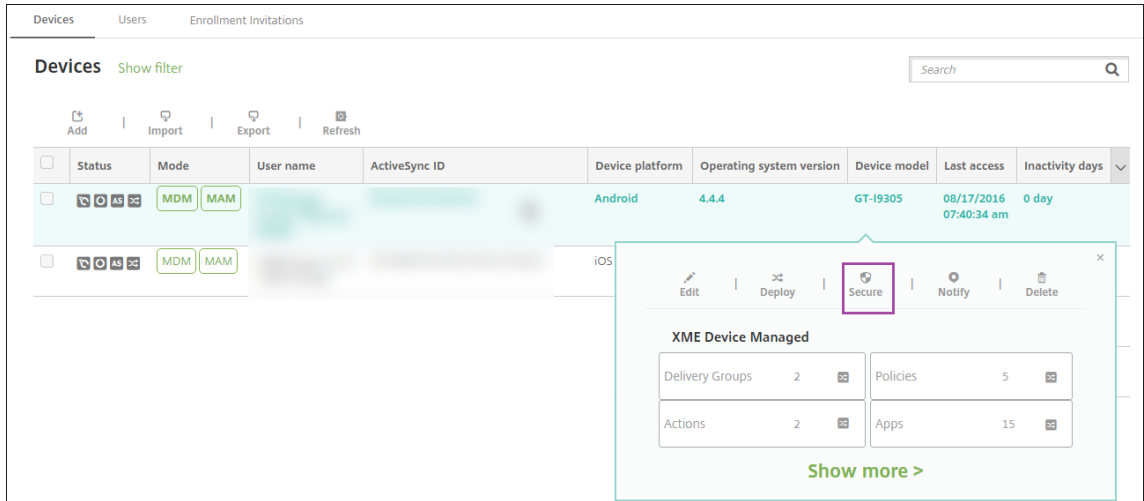 Devices Users Enrollment Invitations
Devices Show filter
Search
Add | Import | Export | Refresh
Status Mode User name ActiveSync ID Device platform Operating system version Device model Last access Inactivity days
AS MDM MAM Android 4.4.4 GT-I9305 08/17/2016 0 day
07:40:34 am
AS MDM MAM iOS
×
Edit | Deploy | Secure | Notify | Delete
XME Device Managed
Delivery Groups 2 Policies 5
Actions 2 Apps 15
Show more >